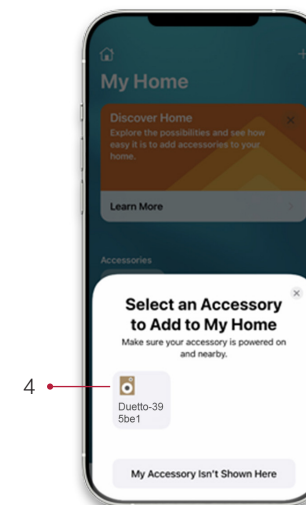 My Home
Discover Home
Explore the possibilities and see how
easy it is to add accessories to your
home.
Learn More
Accessories
Select an Accessory
to Add to My Home
Make sure your accessory is powered on
and nearby.
4
Duetto-39
5be1
My Accessory Isn't Shown Here